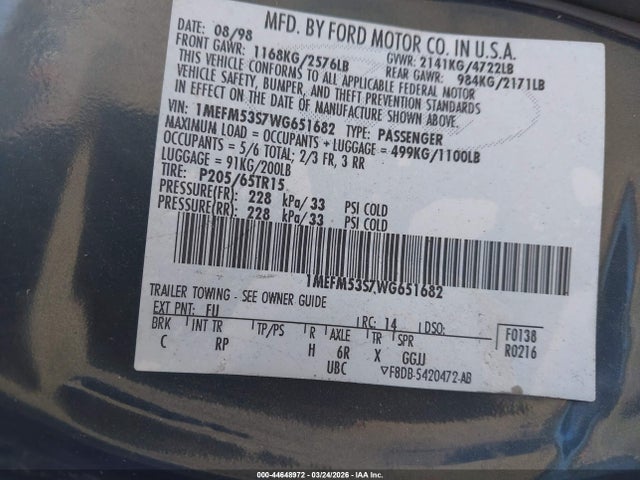 MFD. BY FORD MOTOR CO. IN U.S.A.
DATE: 08/98 GVWR: 2141KG/4722LB
FRONT GAWR: 1168KG/2576LB REAR GAWR: 984KG/2171LB
THIS VEHICLE CONFORMS TO ALL APPLICABLE FEDERAL MOTOR
VEHICLE SAFETY, BUMPER, AND THEFT PREVENTION STANDARDS
IN EFFECT ON THE DATE OF MANUFACTURE SHOWN ABOVE.
VIN: 1MEFM53S7WG651682 TYPE: PASSENGER
MAXIMUM LOAD = OCCUPANTS + LUGGAGE = 499KG/1100LB
OCCUPANTS = 5/6 TOTAL; 2/3 FR, 3 RR
LUGGAGE = 91KG/200LB
TIRE: P205/65TR15
PRESSURE(FR) = 228 kPa/33 PSI COLD
PRESSURE(RR) = 228 kPa/33 PSI COLD
1MEFM53S7WG651682
TRAILER TOWING - SEE OWNER GUIDE
EXT PNT: FU RC: 14 DSO: F0138
BRK INT TR TP/PS R AXLE TR SPR R0216
C RP H 6R X GGJJ
UBC ▽F8DB-5420472-AB
000-44648972 - 03/24/2026 - IAA Inc.